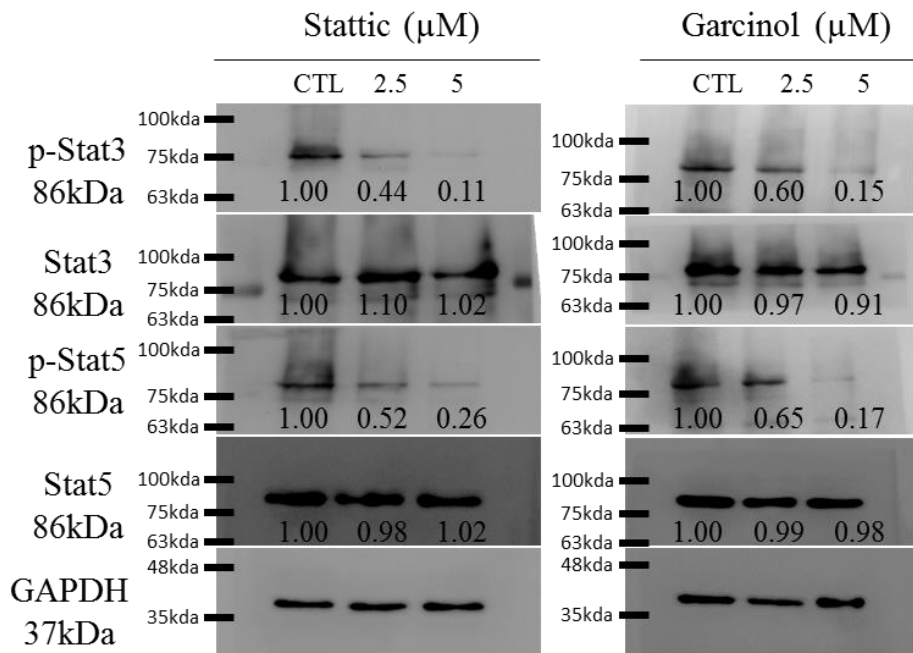 Stattic (μM) Garcinol (μM)
CTL 2.5 5 CTL 2.5 5
p-Stat3
86kDa
100kda
75kda
63kda
1.00 0.44 0.11
100kda
75kda
63kda
1.00 0.60 0.15
Stat3
86kDa
100kda
75kda
63kda
1.00 1.10 1.02
100kda
75kda
63kda
1.00 0.97 0.91
p-Stat5
86kDa
100kda
75kda
63kda
1.00 0.52 0.26
100kda
75kda
63kda
1.00 0.65 0.17
Stat5
86kDa
100kda
75kda
63kda
1.00 0.98 1.02
100kda
75kda
63kda
1.00 0.99 0.98
GAPDH
37kDa
48kda
35kda
48kda
35kda